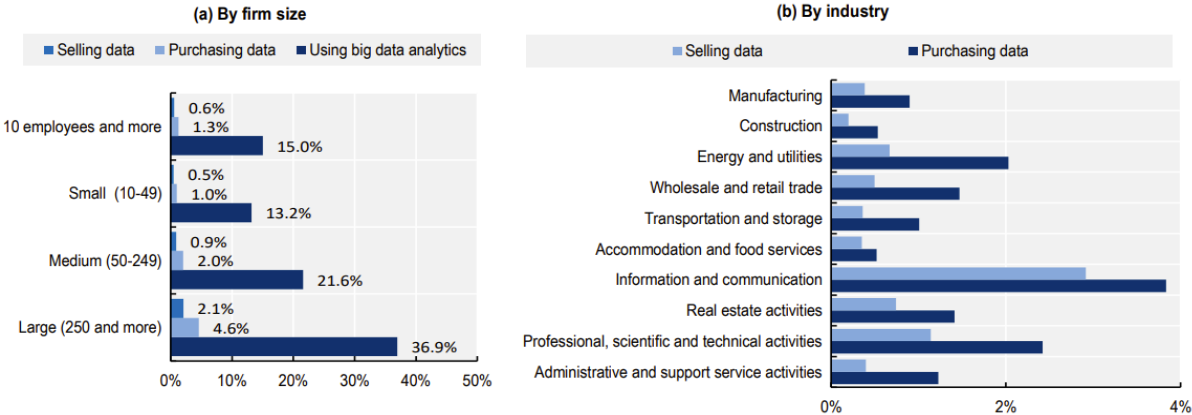 (a) By firm size
Selling data Purchasing data Using big data analytics
10 employees and more
0.6%
1.3%
15.0%
Small (10-49)
0.5%
1.0%
13.2%
Medium (50-249)
0.9%
2.0%
21.6%
Large (250 and more)
2.1%
4.6%
36.9%
0% 10% 20% 30% 40% 50%
(b) By industry
Selling data Purchasing data
Manufacturing
Construction
Energy and utilities
Wholesale and retail trade
Transportation and storage
Accommodation and food services
Information and communication
Real estate activities
Professional, scientific and technical activities
Administrative and support service activities
0% 2% 4%